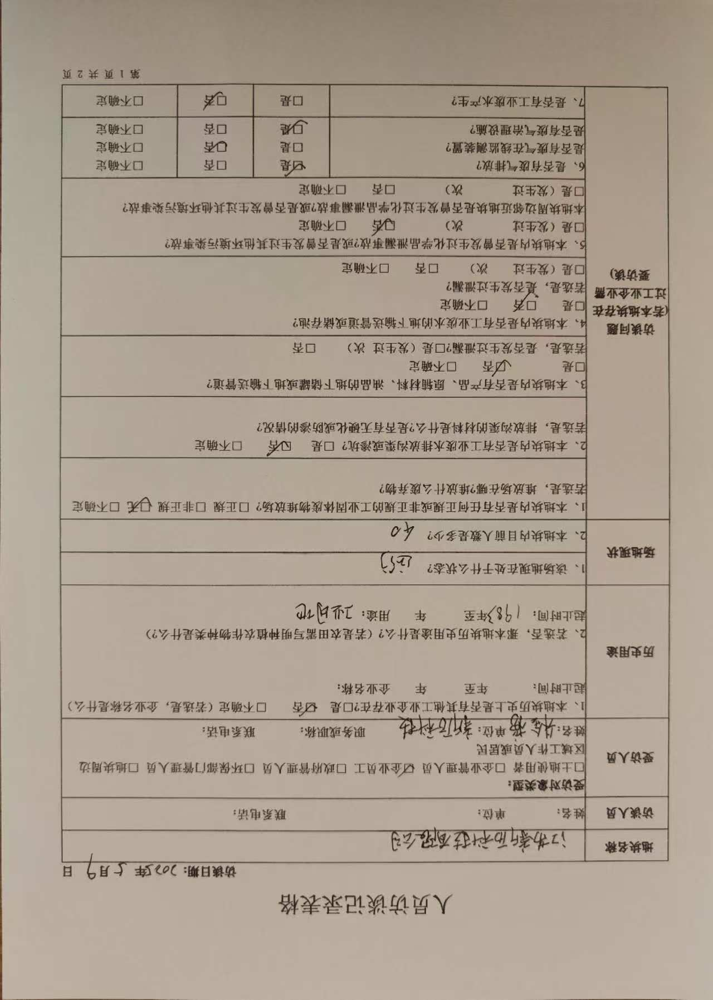 人员访谈记录表格
访谈日期：2025年 5月9日
地块名称 江苏新沂科技有限公司
访谈人员 姓名： 单位： 联系电话：
受访人员
受访对象类型：
□土地使用者 □企业管理人员 ☑企业员工 □政府管理人员 □环保部门管理人员 □地块周边
区域工作人员或居民
姓名： 单位： 科技 职务或职称： 联系电话：
历史用途
1、本地块历史上是否有其他工业企业存在？□是 ☑否 □不确定（若选是，企业名称是什么）
起止时间： 年至 年 企业名称：
2、若选否，那本地块历史用途是什么？（若是农田需写明种植农作物种类是什么？）
起止时间：1983年至 年 用途：工业用地
场地现状
1、该场地现在处于什么状态？ 运行
2、本地块内目前人数是多少？ 40
访谈问题
(若本地块存在
过工业企业需
要访谈)
1、本地块内是否有任何正规或非正规的工业固体废物堆放场？ □正规 □非正规 ☑无 □不确定
若选是，堆放场在哪?堆放什么废弃物?
2、本地块内是否有工业废水排放沟渠或渗坑？ □是 ☑否 □不确定
若选是，排放沟渠的材料是什么?是否有无硬化或防渗的情况?
3、本地块内是否有产品、原辅材料、油品的地下储罐或地下输送管道?
□是 ☑否 □不确定
若选是，是否发生过泄漏?□是（发生过 次） □否
4、本地块内是否有工业废水的地下输送管道或储存池?
□是 ☑否 □不确定
若选是，是否发生过泄漏?
□是（发生过 次） □否 □不确定
5、本地块内是否曾发生过化学品泄漏事故?或是否曾发生过其他环境污染事故?
□是（发生过 次） ☑否 □不确定
本地块周边邻近地块是否曾发生过化学品泄漏事故?或是否曾发生过其他环境污染事故?
□是（发生过 次） □否 □不确定
6、是否有废气排放? ☑是 □否 □不确定
是否有废气在线监测装置? □是 ☑否 □不确定
是否有废气治理设施? ☑是 □否 □不确定
7、是否有工业废水产生? □是 ☑否 □不确定
第 1 页 共 2 页